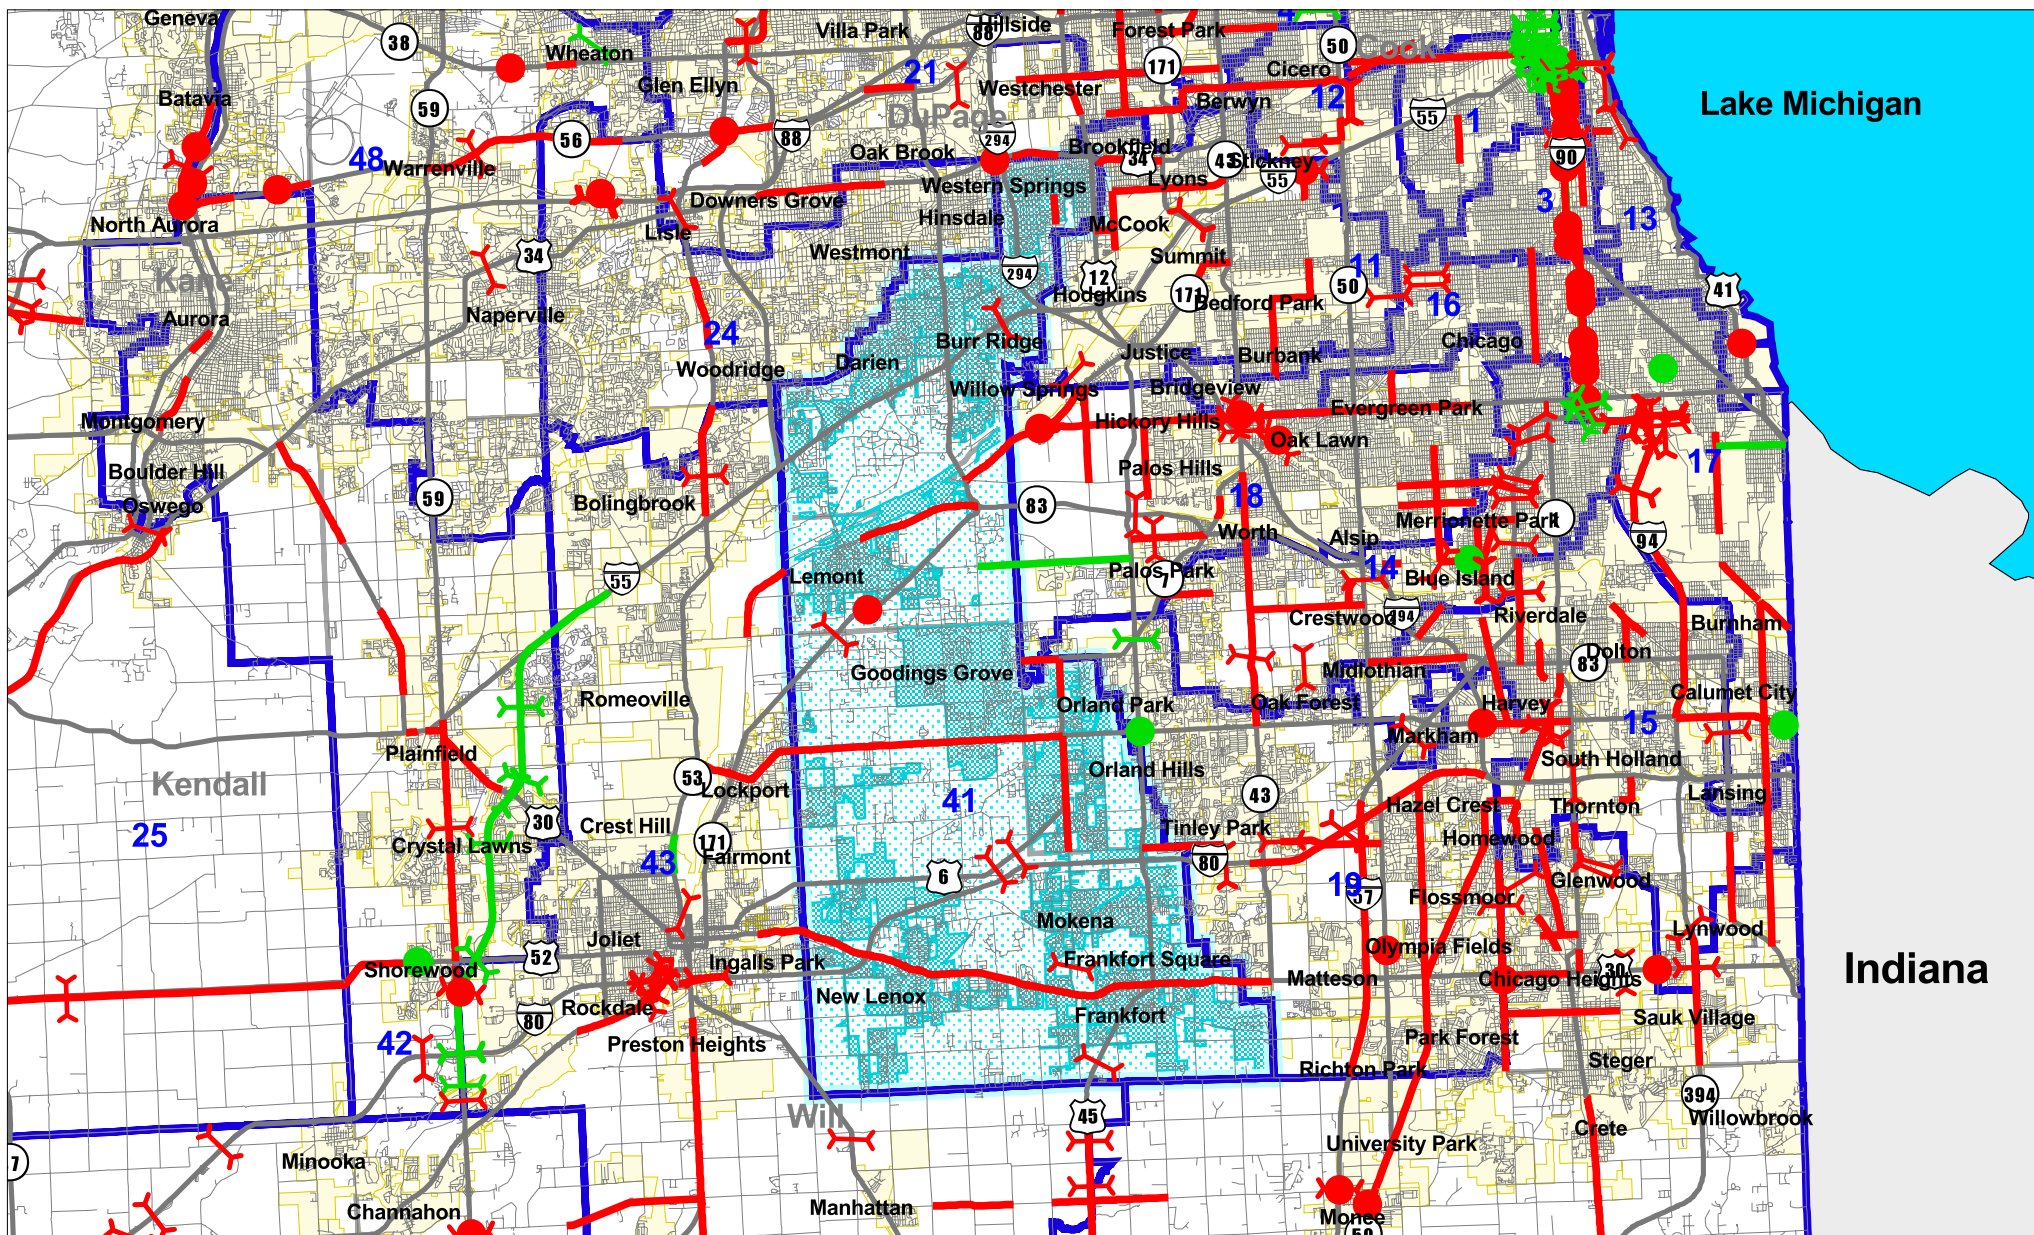 Geneva
Villa Park
88
Hillside
Forest Park
4
50
Cook
38
Wheaton
171
Cicero
21
Glen Ellyn
Westchester
12
Berwyn
Batavia
59
DuPage
55
1
Lake Michigan
56
88
294
Oak Brook
Brookfield
34
43
Stickney
90
48
Warrenville
Western Springs
Lyons
55
Downers Grove
Hinsdale
3
13
North Aurora
Lisle
McCook
Westmont
Summit
34
294
12
11
Kane
Hodgkins
171
50
41
Bedford Park
16
Aurora
Naperville
24
Burr Ridge
Chicago
Justice
Burbank
Darien
Woodridge
Willow Springs
Bridgeview
Evergreen Park
Montgomery
Hickory Hills
Oak Lawn
17
Boulder Hill
Palos Hills
59
18
Oswego
Bolingbrook
83
Merrionette Park
1
Worth
Alsip
94
55
Lemont
Palos Park
7
14
Blue Island
Crestwood
294
Riverdale
Burnham
Dolton
Goodings Grove
Midlothian
83
Romeoville
Orland Park
Oak Forest
Harvey
Calumet City
15
Plainfield
Markham
South Holland
Kendall
53
Lockport
Orland Hills
41
43
Hazel Crest
Thornton
Lansing
25
30
Crest Hill
Tinley Park
Homewood
Crystal Lawns
171
Fairmont
43
80
6
19
57
Flossmoor
Glenwood
Mokena
Lynwood
Joliet
Olympia Fields
52
Shorewood
Ingalls Park
Frankfort Square
Matteson
Chicago Heights
30
Indiana
New Lenox
Rockdale
80
Frankfort
Sauk Village
42
Preston Heights
Park Forest
Steger
Richton Park
394
Will
45
Willowbrook
Crete
University Park
7
Minooka
Manhattan
Channahon
Monee
50